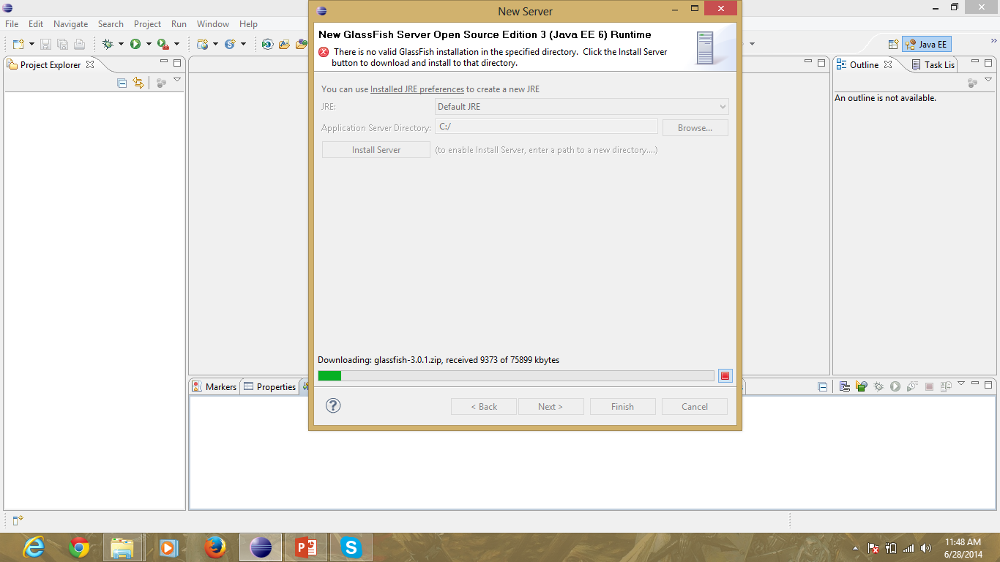 New Server
File Edit Navigate Search Project Run Window Help
New GlassFish Server Open Source Edition 3 (Java EE 6) Runtime
There is no valid GlassFish installation in the specified directory. Click the Install Server
button to download and install to that directory.
Java EE
Project Explorer
Outline
Task Lis
An outline is not available.
You can use Installed JRE preferences to create a new JRE
JRE:
Default JRE
Application Server Directory:
C:/
Browse...
Install Server
(to enable Install Server, enter a path to a new directory....)
Downloading: glassfish-3.0.1.zip, received 9373 of 75899 kbytes
Markers
Properties
< Back
Next >
Finish
Cancel
11:48 AM
6/28/2014